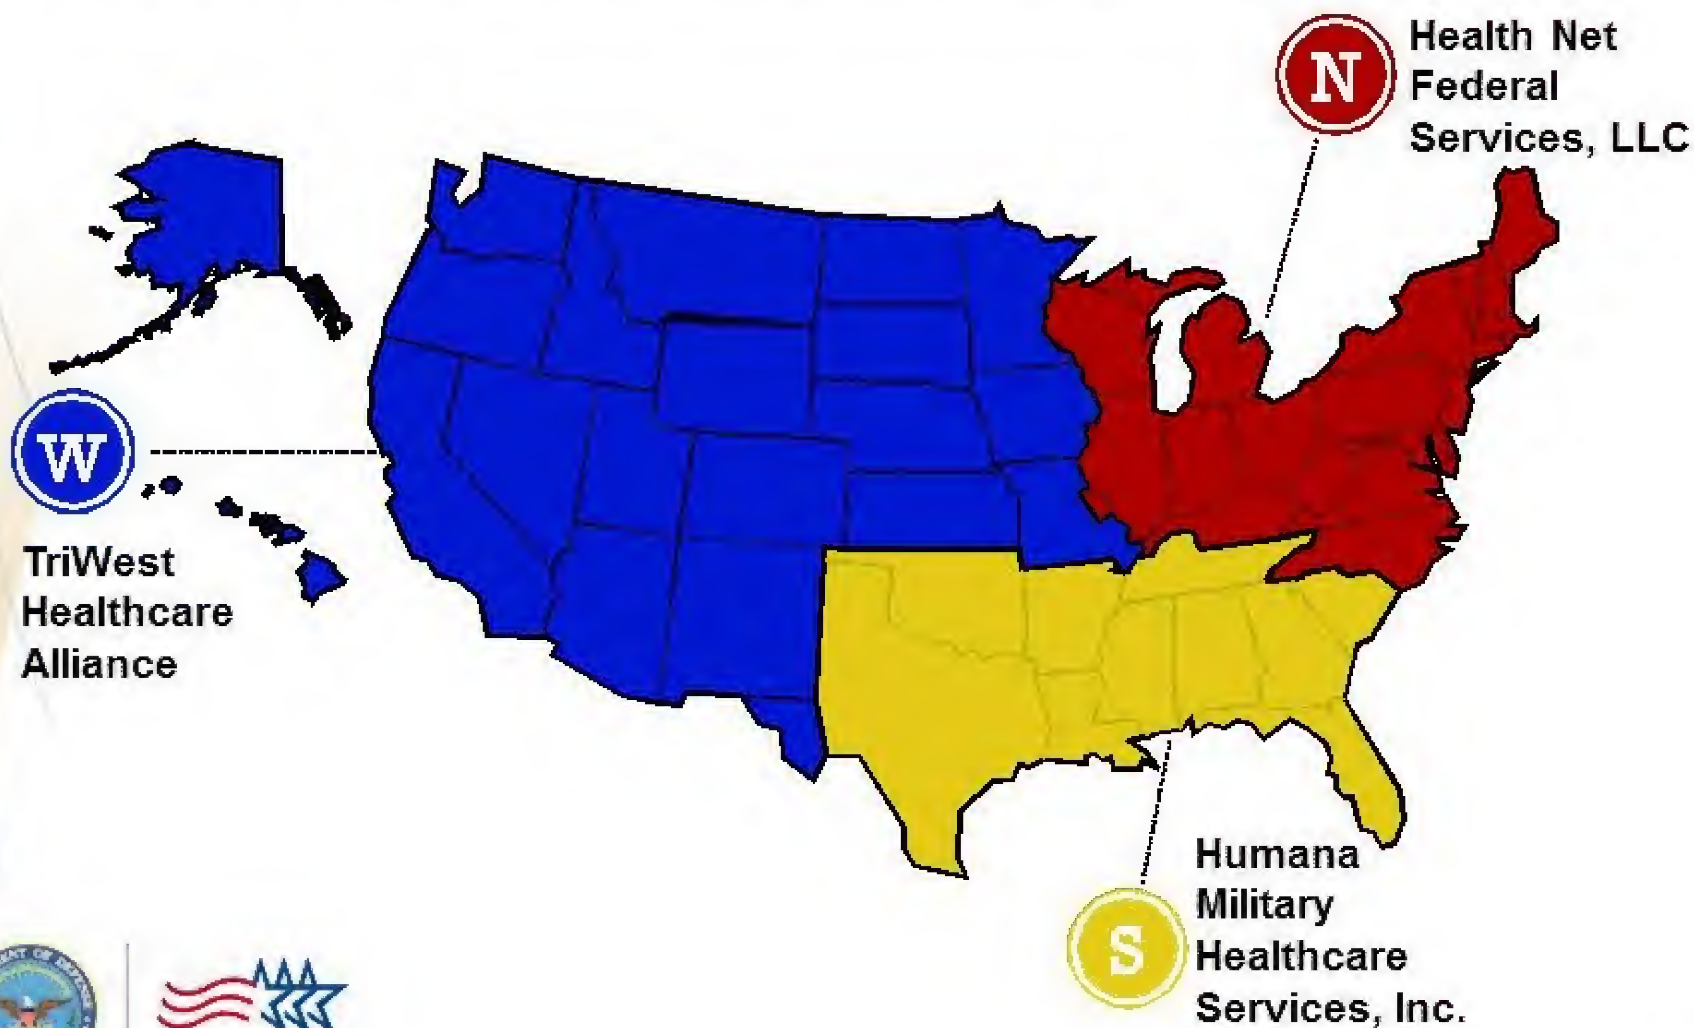 N
Health Net
Federal
Services, LLC
W
TriWest
Healthcare
Alliance
S
Humana
Military
Healthcare
Services, Inc.